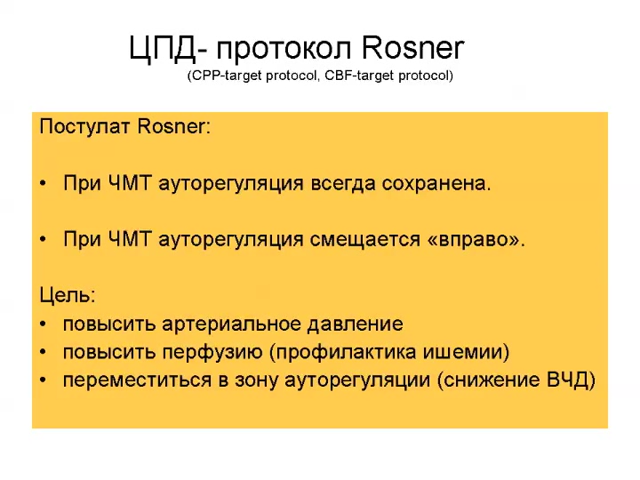 ЦПД- протокол Rosner
(CPP-target protocol, CBF-target protocol)
Постулат Rosner:
• При ЧМТ ауторегуляция всегда сохранена.
• При ЧМТ ауторегуляция смещается «вправо».
Цель:
• повысить артериальное давление
• повысить перфузию (профилактика ишемии)
• переместиться в зону ауторегуляции (снижение ВЧД)